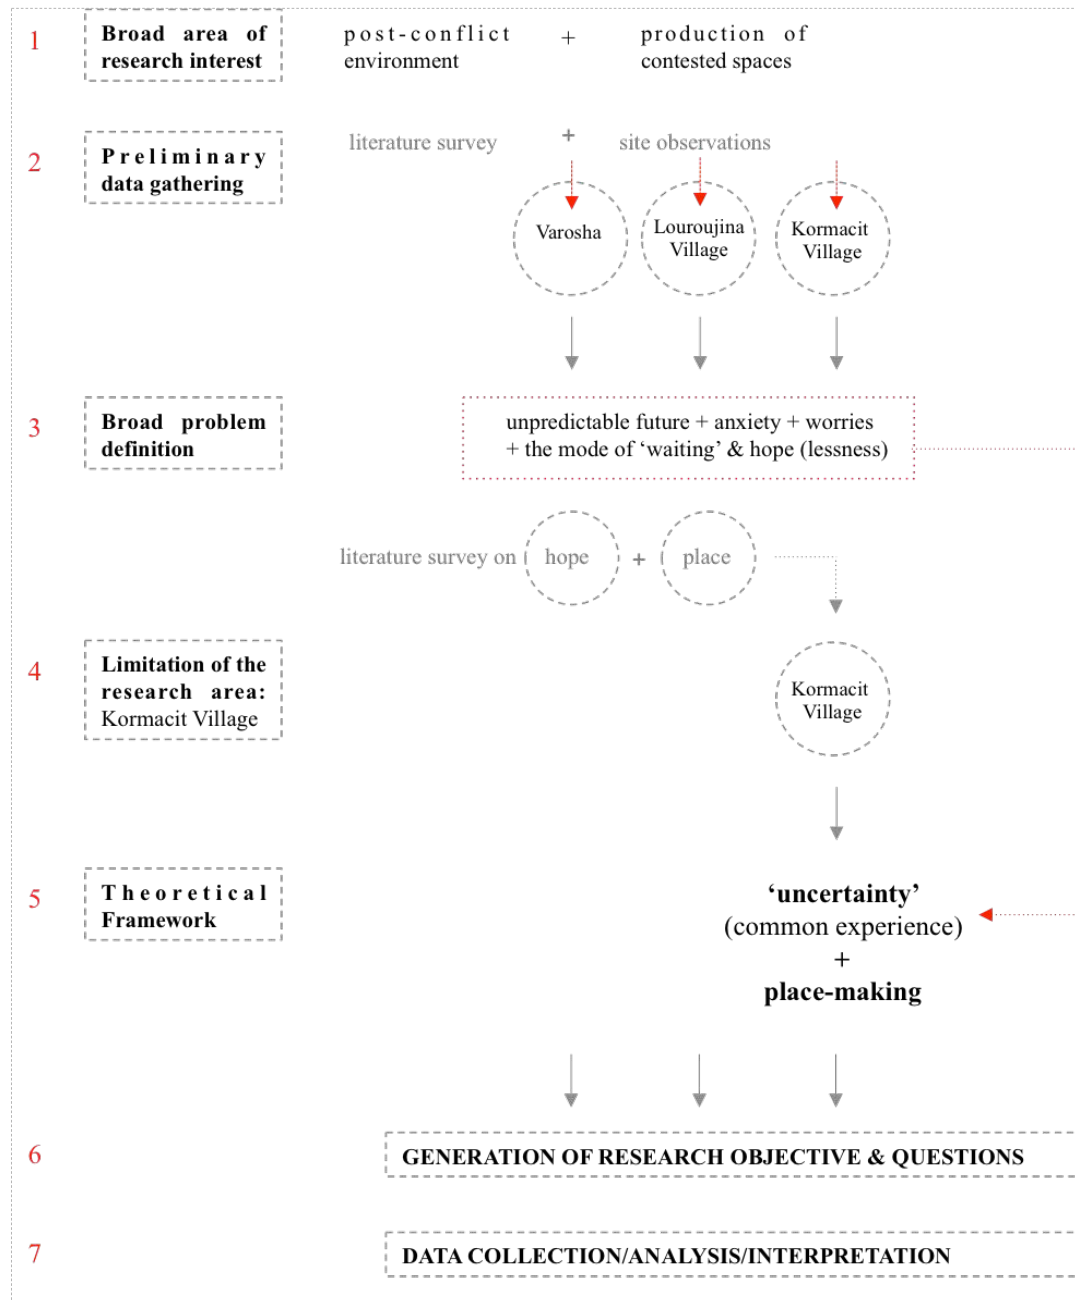 1
Broad area of
research interest
post-conflict
environment
+
production of
contested spaces
2
Preliminary
data gathering
literature survey
+
site observations
Varosha
Louroujina
Village
Kormacit
Village
3
Broad problem
definition
unpredictable future + anxiety + worries
+ the mode of ‘waiting’ & hope (lessness)
literature survey on hope + place
4
Limitation of the
research area:
Kormacit Village
Kormacit
Village
5
Theoretical
Framework
‘uncertainty’
(common experience)
+
place-making
6
GENERATION OF RESEARCH OBJECTIVE & QUESTIONS
7
DATA COLLECTION/ANALYSIS/INTERPRETATION